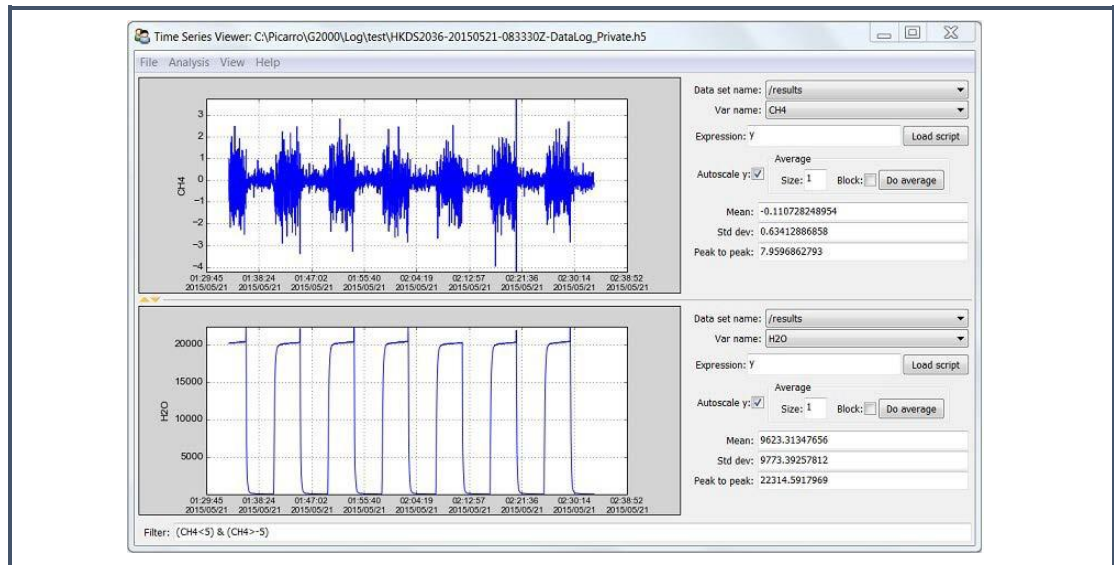 Time Series Viewer: C:\Picarro\G2000\Log\test\HKDS2036-20150521-083330Z-DataLog_Private.h5
File Analysis View Help
CH4
3
2
1
0
−1
−2
−3
−4
01:29:45 01:38:24 01:47:02 01:55:40 02:04:19 02:12:57 02:21:36 02:30:14 02:38:52
2015/05/21 2015/05/21 2015/05/21 2015/05/21 2015/05/21 2015/05/21 2015/05/21 2015/05/21 2015/05/21
Data set name: /results
Var name: CH4
Expression: y Load script
Average
Autoscale y: Size: 1 Block: Do average
Mean: -0.110728248954
Std dev: 0.63412886858
Peak to peak: 7.9596862793
H2O
20000
15000
10000
5000
01:29:45 01:38:24 01:47:02 01:55:40 02:04:19 02:12:57 02:21:36 02:30:14 02:38:52
2015/05/21 2015/05/21 2015/05/21 2015/05/21 2015/05/21 2015/05/21 2015/05/21 2015/05/21 2015/05/21
Data set name: /results
Var name: H2O
Expression: y Load script
Average
Autoscale y: Size: 1 Block: Do average
Mean: 9623.31347656
Std dev: 9773.39257812
Peak to peak: 22314.5917969
Filter: (CH4<5) & (CH4>-5)